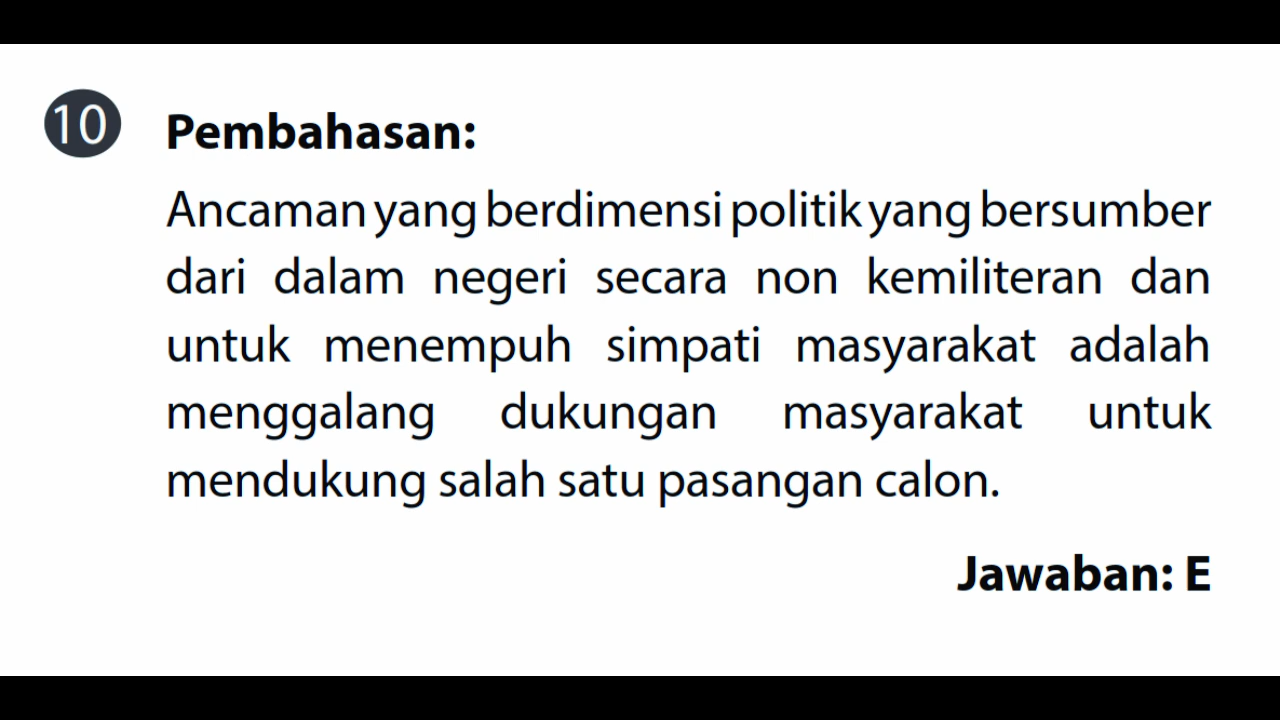 10 Pembahasan:
Ancaman yang berdimensi politik yang bersumber
dari dalam negeri secara non kemiliteran dan
untuk menempuh simpati masyarakat adalah
menggalang dukungan masyarakat untuk
mendukung salah satu pasangan calon.
Jawaban: E